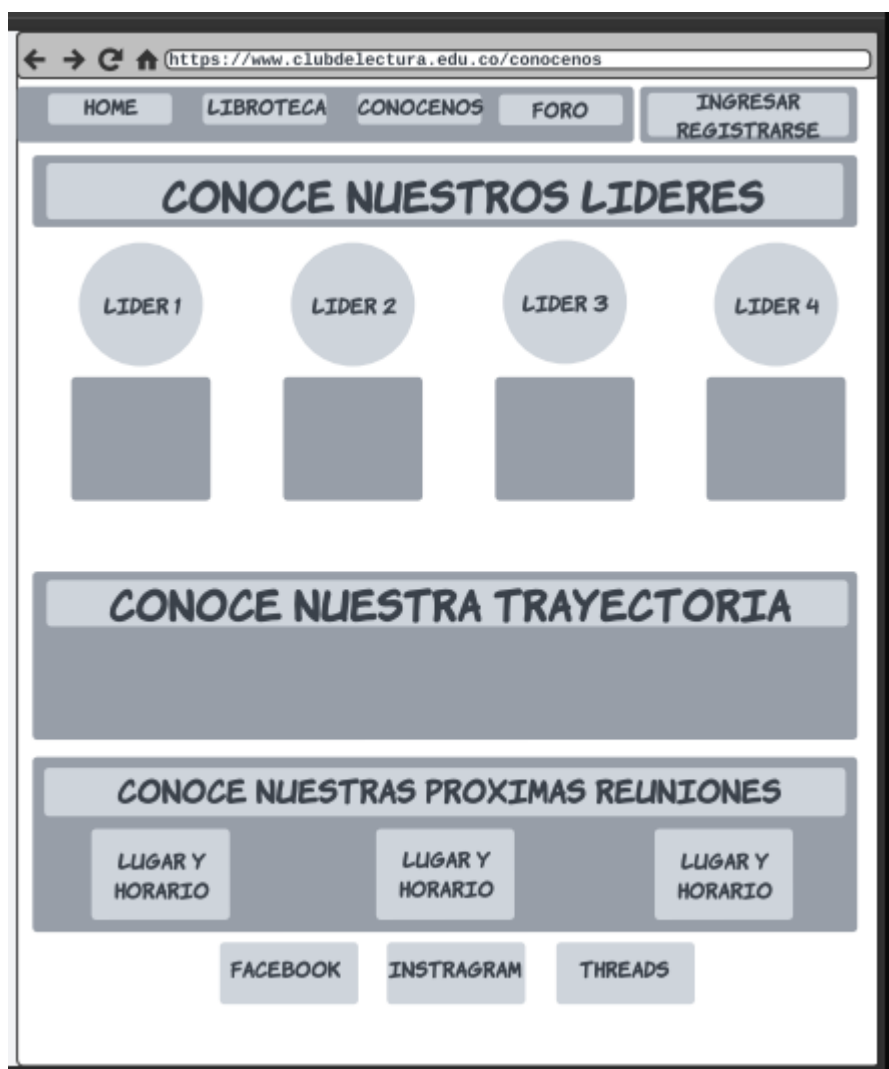 https://www.clubdelectura.edu.co/conocenos
HOME
LIBROTECA
CONOCENOS
FORO
INGRESAR
REGISTRARSE
CONOCE NUESTROS LIDERES
LIDER 1
LIDER 2
LIDER 3
LIDER 4
CONOCE NUESTRA TRAYECTORIA
CONOCE NUESTRAS PROXIMAS REUNIONES
LUGAR Y
HORARIO
LUGAR Y
HORARIO
LUGAR Y
HORARIO
FACEBOOK
INSTRAGRAM
THREADS